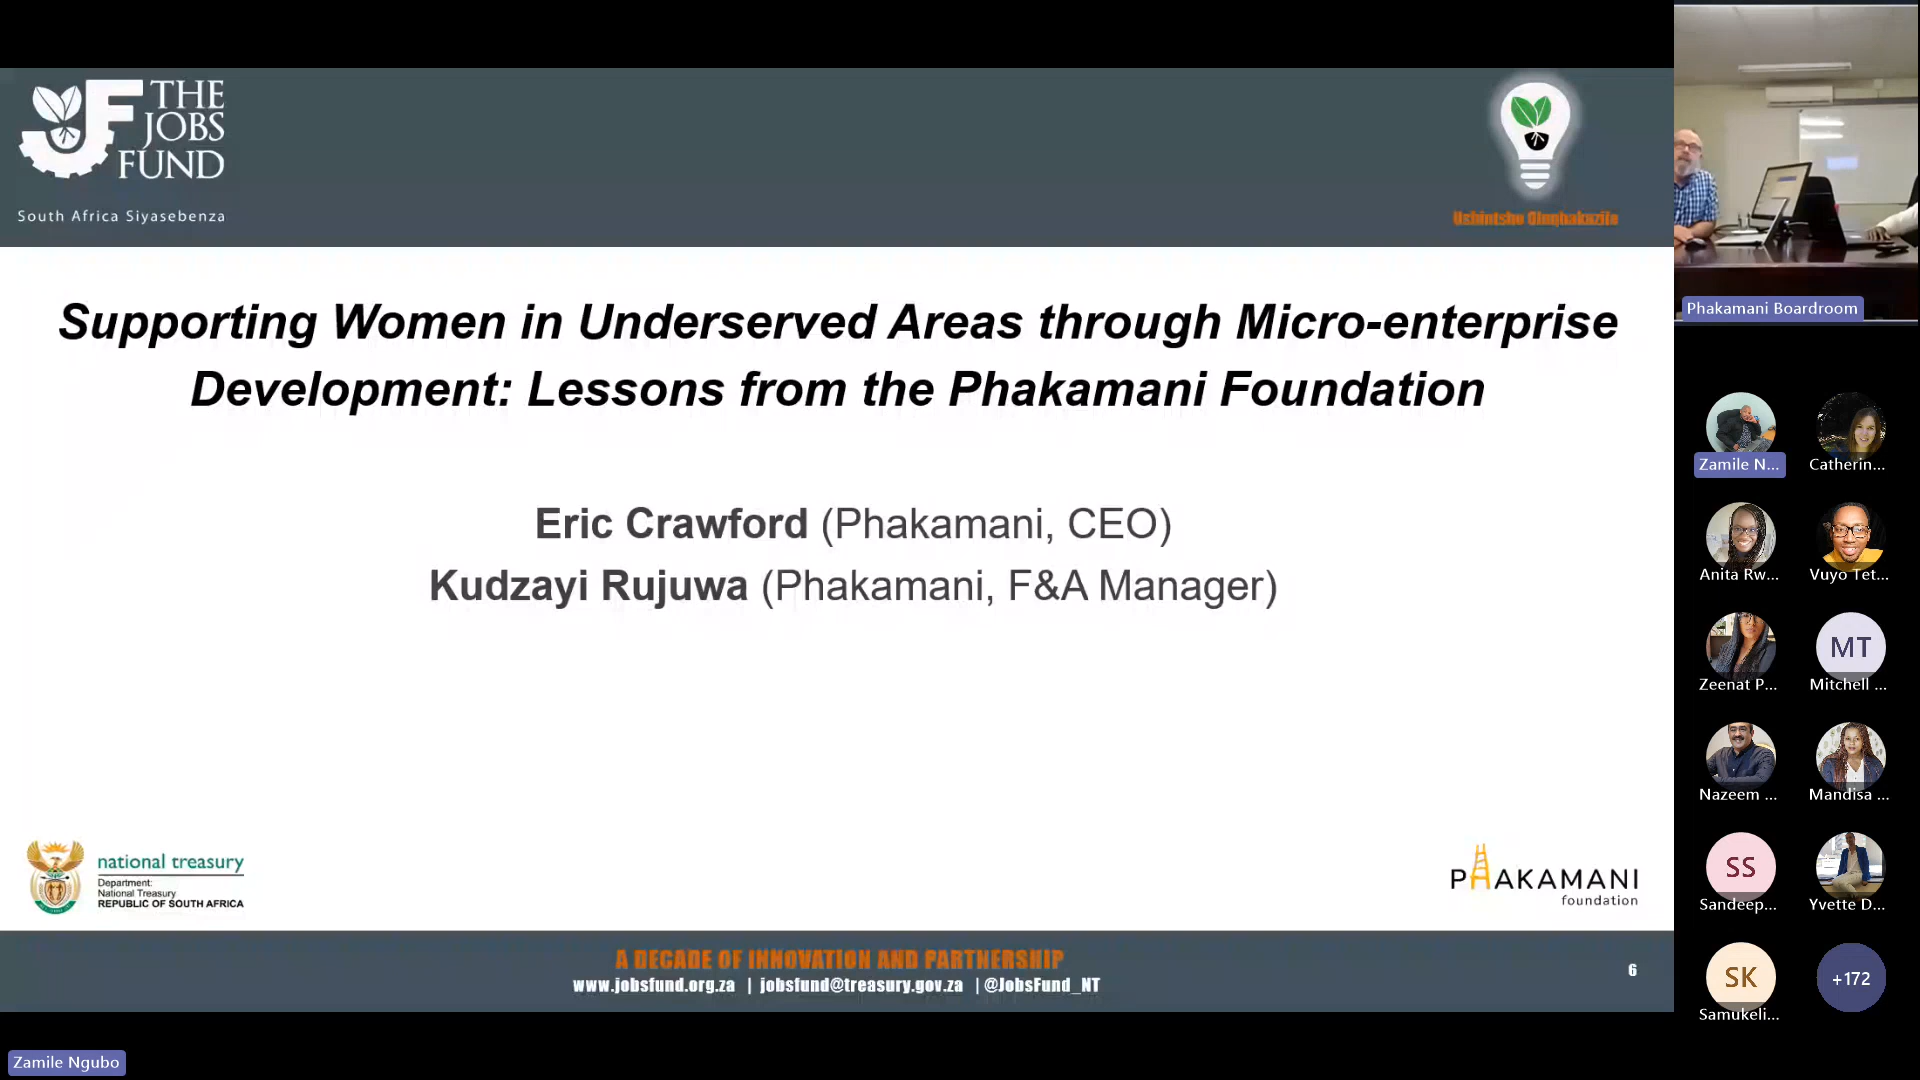 THE
JOBS
FUND
South Africa Siyasebenza
Ushintsho Oluqhakazile
Supporting Women in Underserved Areas through Micro-enterprise
Development: Lessons from the Phakamani Foundation
Eric Crawford (Phakamani, CEO)
Kudzayi Rujuwa (Phakamani, F&A Manager)
national treasury
Department:
National Treasury
REPUBLIC OF SOUTH AFRICA
PHAKAMANI
foundation
A DECADE OF INNOVATION AND PARTNERSHIP
www.jobsfund.org.za | jobsfund@treasury.gov.za | @JobsFund_NT
6
Zamile Ngubo
Phakamani Boardroom
Zamile N...
Catherin...
Anita Rw...
Vuyo Tet...
Zeenat P...
MT
Mitchell ...
Nazeem ...
Mandisa ...
SS
Sandeep...
Yvette D...
SK
Samukeli...
+172